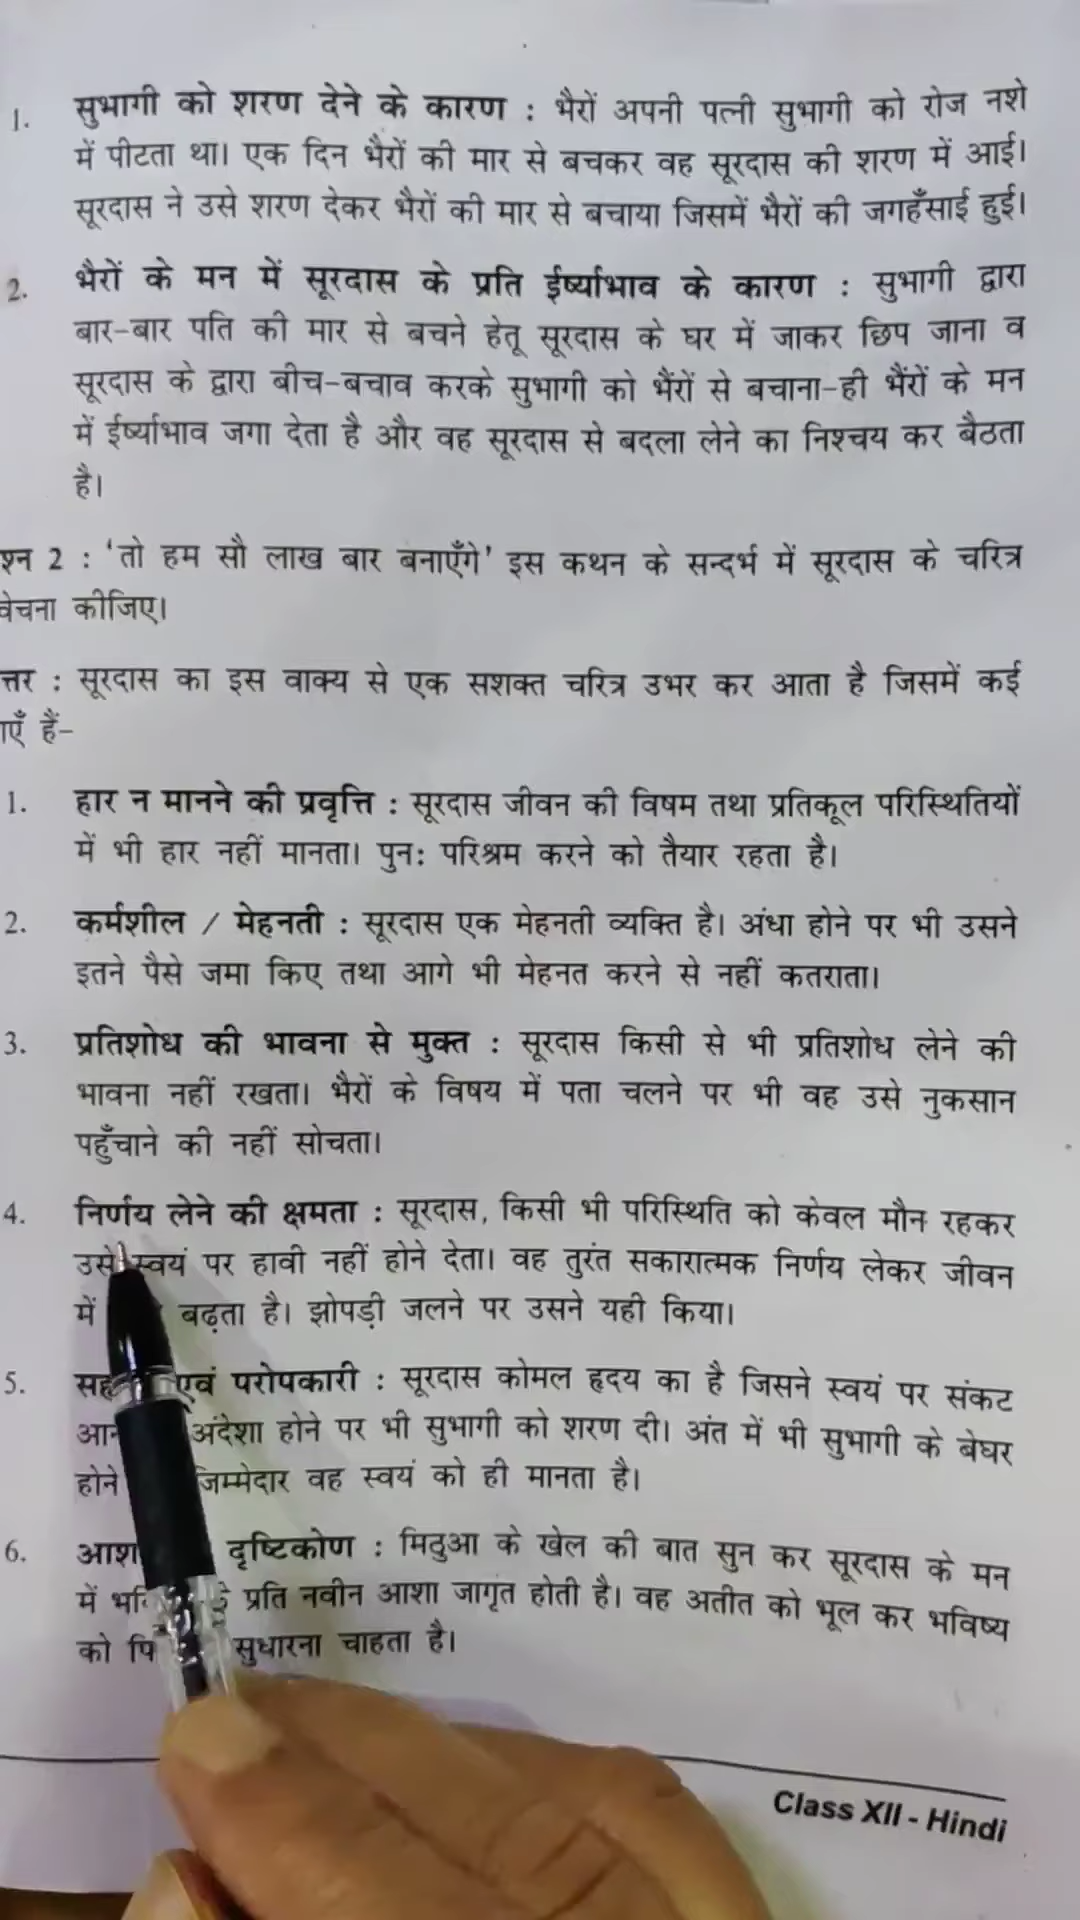 1. सुभागी को शरण देने के कारण : भैरों अपनी पत्नी सुभागी को रोज नशे
में पीटता था। एक दिन भैरों की मार से बचकर वह सूरदास की शरण में आई।
सूरदास ने उसे शरण देकर भैरों की मार से बचाया जिसमें भैरों की जगहँसाई हुई।
2. भैरों के मन में सूरदास के प्रति ईर्ष्याभाव के कारण : सुभागी द्वारा
बार-बार पति की मार से बचने हेतू सूरदास के घर में जाकर छिप जाना व
सूरदास के द्वारा बीच-बचाव करके सुभागी को भैंरों से बचाना-ही भैंरों के मन
में ईर्ष्याभाव जगा देता है और वह सूरदास से बदला लेने का निश्चय कर बैठता
है।
श्न 2 : 'तो हम सौ लाख बार बनाएँगे' इस कथन के सन्दर्भ में सूरदास के चरित्र
वेचना कीजिए।
त्तर : सूरदास का इस वाक्य से एक सशक्त चरित्र उभर कर आता है जिसमें कई
ाएँ हैं-
1. हार न मानने की प्रवृत्ति : सूरदास जीवन की विषम तथा प्रतिकूल परिस्थितियों
में भी हार नहीं मानता। पुनः परिश्रम करने को तैयार रहता है।
2. कर्मशील / मेहनती : सूरदास एक मेहनती व्यक्ति है। अंधा होने पर भी उसने
इतने पैसे जमा किए तथा आगे भी मेहनत करने से नहीं कतराता।
3. प्रतिशोध की भावना से मुक्त : सूरदास किसी से भी प्रतिशोध लेने की
भावना नहीं रखता। भैरों के विषय में पता चलने पर भी वह उसे नुकसान
पहुँचाने की नहीं सोचता।
4. निर्णय लेने की क्षमता : सूरदास, किसी भी परिस्थिति को केवल मौन रहकर
उसे स्वयं पर हावी नहीं होने देता। वह तुरंत सकारात्मक निर्णय लेकर जीवन
में बढ़ता है। झोपड़ी जलने पर उसने यही किया।
5. एवं परोपकारी : सूरदास कोमल हृदय का है जिसने स्वयं पर संकट
अंदेशा होने पर भी सुभागी को शरण दी। अंत में भी सुभागी के बेघर
होने जिम्मेदार वह स्वयं को ही मानता है।
6. दृष्टिकोण : मिठुआ के खेल की बात सुन कर सूरदास के मन
में प्रति नवीन आशा जागृत होती है। वह अतीत को भूल कर भविष्य
को सुधारना चाहता है।
Class XII - Hindi